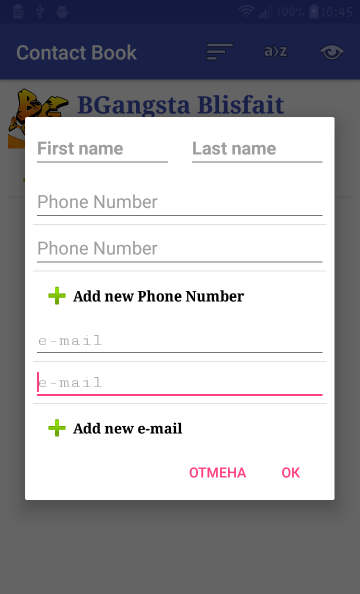 100% 10:45
Contact Book a›z
BGangsta Blisfait
First name Last name
Phone Number
Phone Number
Add new Phone Number
e-mail
e-mail
Add new e-mail
ОТМЕНА OK